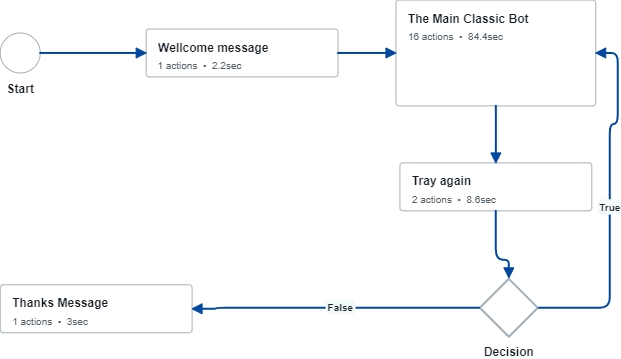 The Main Classic Bot
16 actions • 84.4sec
Wellcome message
1 actions • 2.2sec
Start
Tray again
2 actions • 8.6sec
True
Thanks Message
1 actions • 3sec
False
Decision